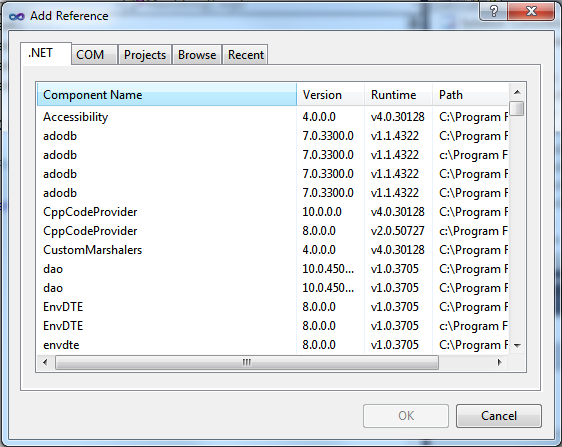 Add Reference
.NET COM Projects Browse Recent
Component Name Version Runtime Path
Accessibility 4.0.0.0 v4.0.30128 C:\Program F
adodb 7.0.3300.0 v1.1.4322 C:\Program F
adodb 7.0.3300.0 v1.1.4322 c:\Program F
adodb 7.0.3300.0 v1.1.4322 C:\Program F
adodb 7.0.3300.0 v1.1.4322 C:\Program F
CppCodeProvider 10.0.0.0 v4.0.30128 C:\Program F
CppCodeProvider 8.0.0.0 v2.0.50727 c:\Program F
CustomMarshalers 4.0.0.0 v4.0.30128 C:\Program F
dao 10.0.450... v1.0.3705 C:\Program F
dao 10.0.450... v1.0.3705 C:\Program F
EnvDTE 8.0.0.0 v1.0.3705 C:\Program F
EnvDTE 8.0.0.0 v1.0.3705 c:\Program F
envdte 8.0.0.0 v1.0.3705 C:\Program F
OK Cancel